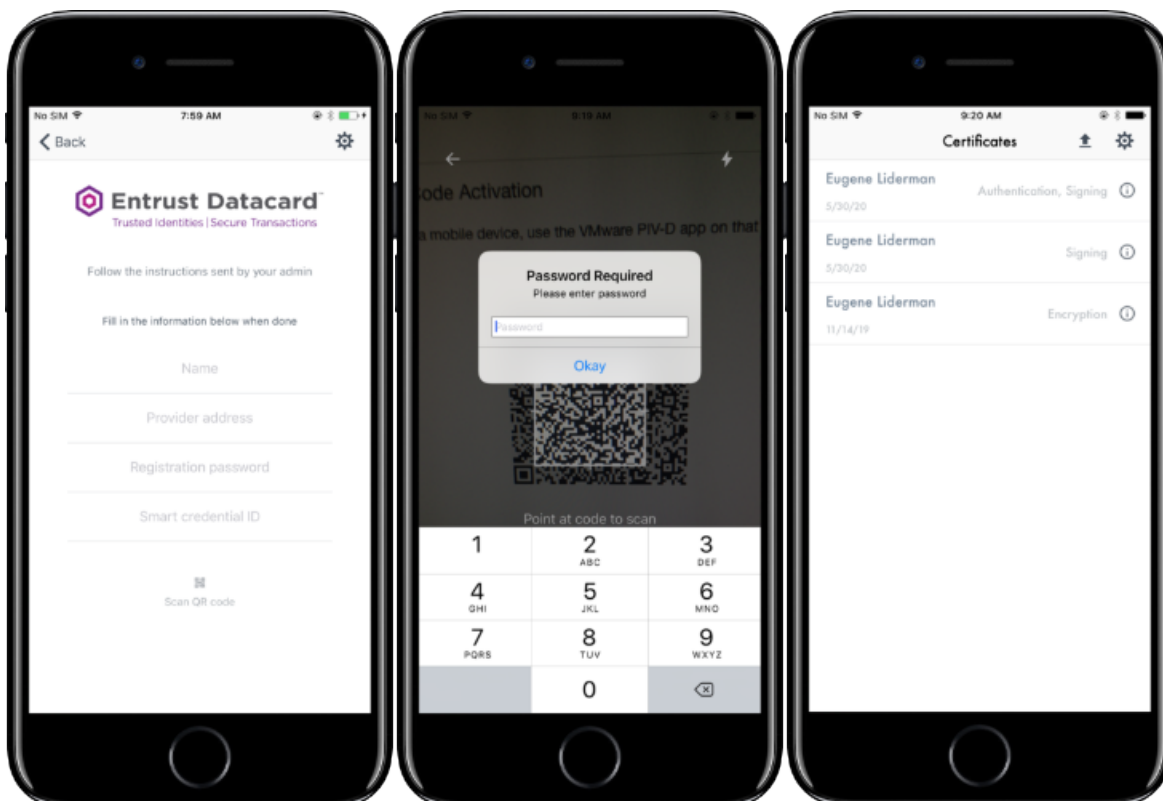 No SIM
7:59 AM
Back
Entrust Datacard™
Trusted Identities | Secure Transactions
Follow the instructions sent by your admin
Fill in the information below when done
Name
Provider address
Registration password
Smart credential ID
Scan QR code
No SIM
9:19 AM
ode Activation
a mobile device, use the VMware PIV-D app on that
Password Required
Please enter password
Password
Okay
Point at code to scan
1 2 3
ABC DEF
4 5 6
GHI JKL MNO
7 8 9
PQRS TUV WXYZ
0
No SIM
9:20 AM
Certificates
Eugene Liderman
Authentication, Signing
5/30/20
Eugene Liderman
Signing
5/30/20
Eugene Liderman
Encryption
11/14/19